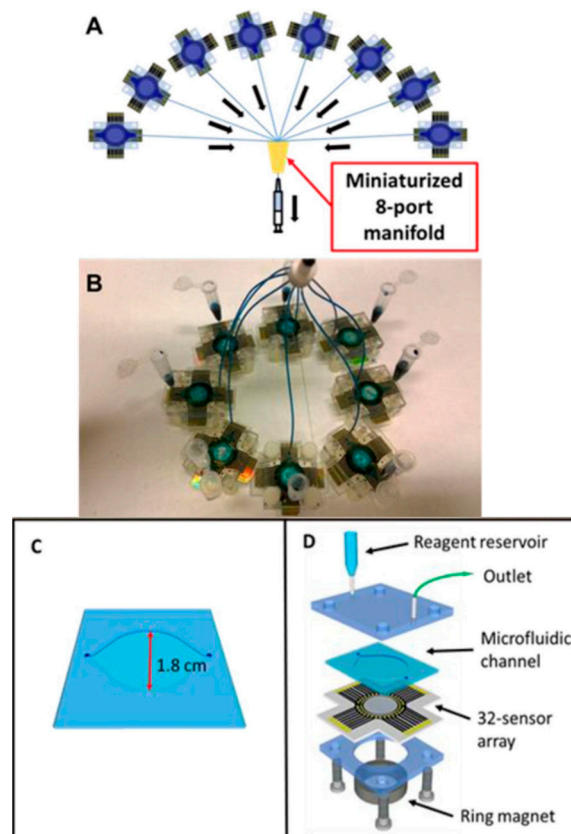 A
Miniaturized
8-port
manifold
B
C
1.8 cm
D
Reagent reservoir
Outlet
Microfluidic
channel
32-sensor
array
Ring magnet